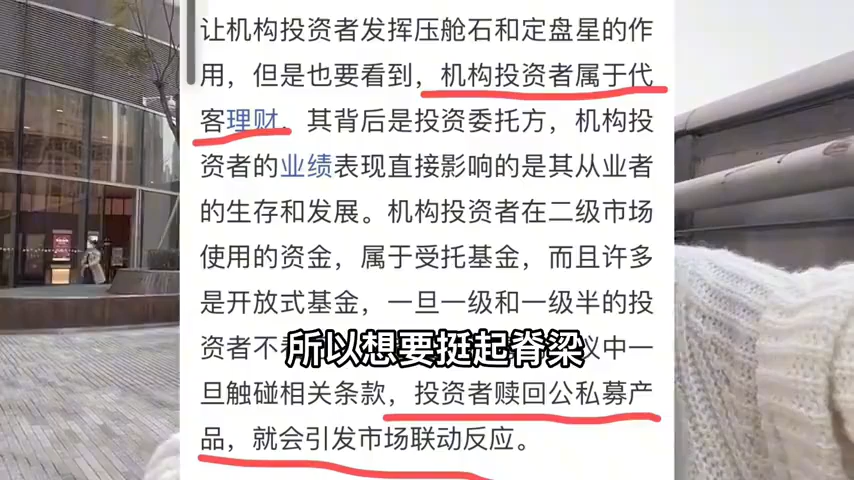 让机构投资者发挥压舱石和定盘星的作
用，但是也要看到，机构投资者属于代
客理财，其背后是投资委托方，机构投
资者的业绩表现直接影响的是其从业者
的生存和发展。机构投资者在二级市场
使用的资金，属于受托基金，而且许多
是开放式基金，一旦一级和一级半的投
资者不
所以想要挺起脊梁
议中一
旦触碰相关条款，投资者赎回公私募产
品，就会引发市场联动反应。